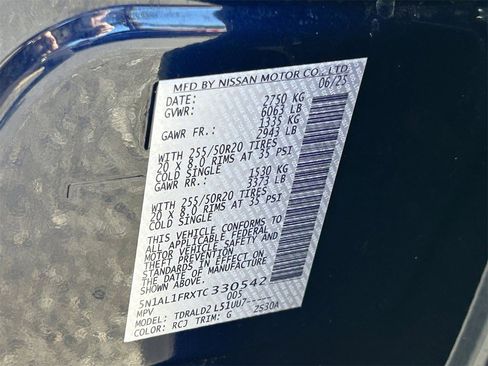 MFD BY NISSAN MOTOR CO., LTD
DATE: 06/25
GVWR: 2750 KG
6063 LB
GAWR FR.: 1335 KG
2943 LB
WITH 255/50R20 TIRES
20 X 8.0 RIMS AT 35 PSI
COLD SINGLE
GAWR RR.: 1530 KG
3373 LB
WITH 255/50R20 TIRES
20 X 8.0 RIMS AT 35 PSI
COLD SINGLE
THIS VEHICLE CONFORMS TO
ALL APPLICABLE FEDERAL
MOTOR VEHICLE SAFETY AND
THEFT PREVENTION
STANDARDS IN EFFECT ON
THE DATE OF MANUFACTURE
SHOWN ABOVE.
5N1AL1FRXTC330542
MPV 005
MODEL: TDRALD2 L51UU7-----
COLOR: RCJ TRIM: G 2S30A